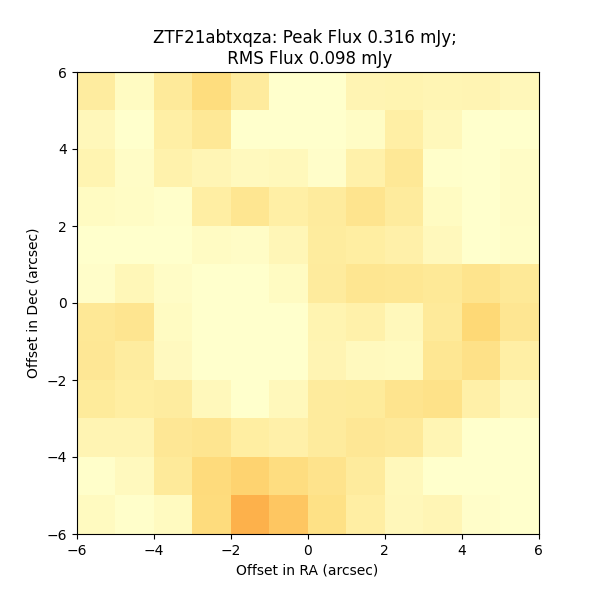 ZTF21abtxqza: Peak Flux 0.316 mJy;
RMS Flux 0.098 mJy
6
4
2
0
−2
−4
−6
Offset in Dec (arcsec)
−6 −4 −2 0 2 4 6
Offset in RA (arcsec)